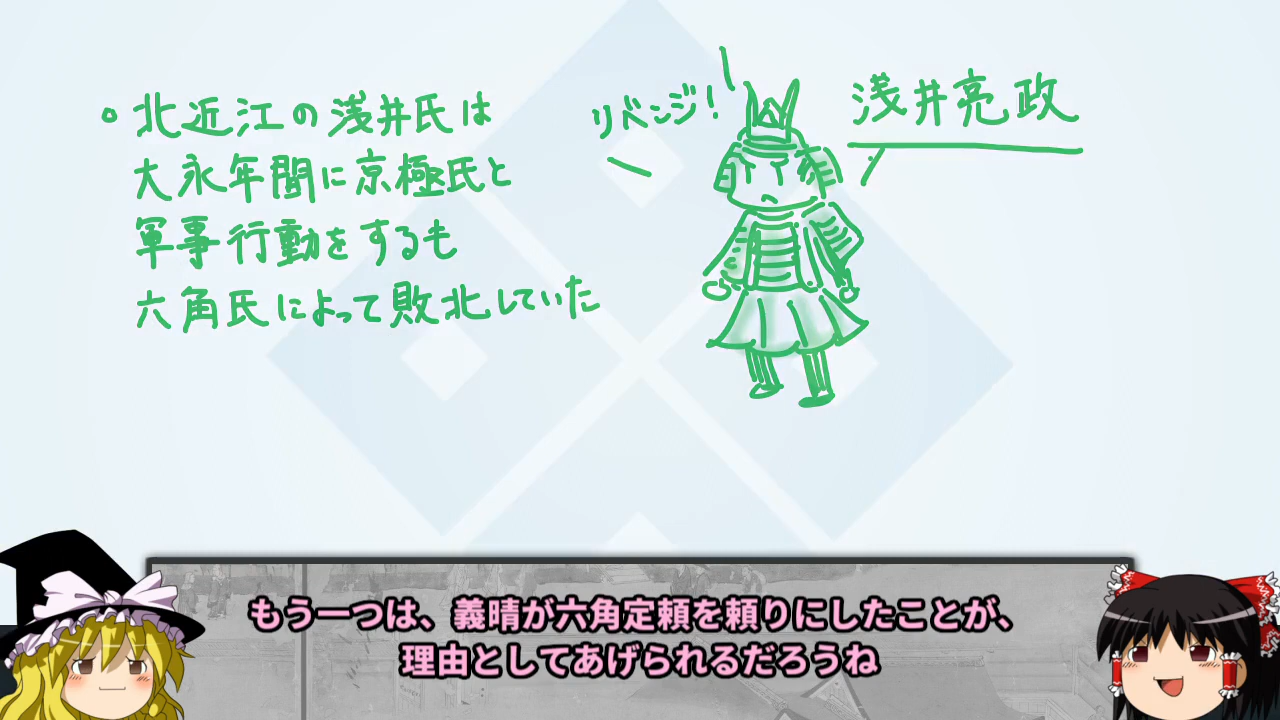 ・北近江の浅井氏は
大永年間に京極氏と
軍事行動をするも
六角氏によって敗北していた
リベンジ!
浅井亮政
もう一つは、義晴が六角定頼を頼りにしたことが、
理由としてあげられるだろうね